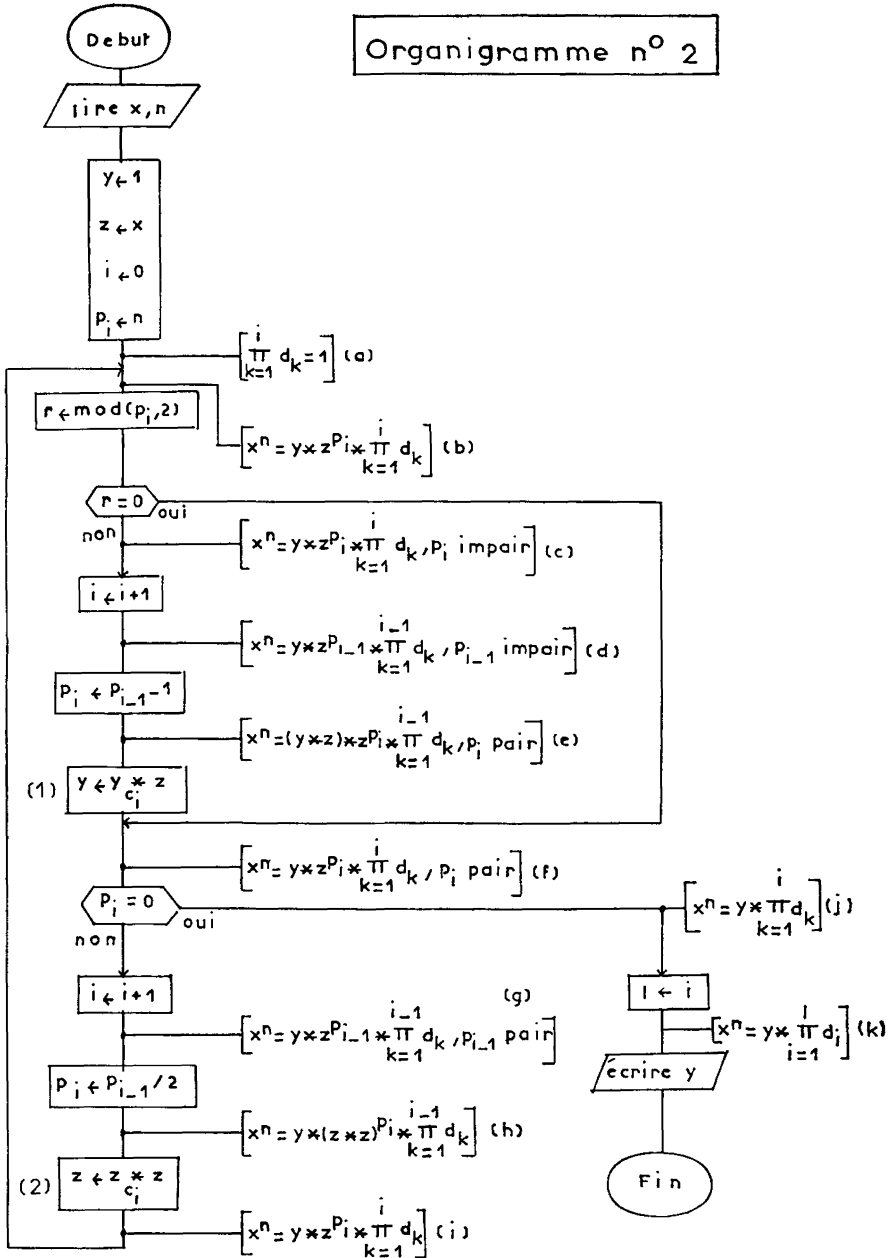 Organigramme n° 2
Debut
lire x, n
y ← 1
z ← x
i ← 0
p_i ← n
[ i π k=1 d_k = 1 ] (a)
r ← mod(p_i, 2)
[ x^n = y * z^{p_i} * i π k=1 d_k ] (b)
r = 0
oui
non
[ x^n = y * z^{p_i} * i π k=1 d_k , p_i impair ] (c)
i ← i+1
[ x^n = y * z^{p_{i-1}} * i-1 π k=1 d_k , p_{i-1} impair ] (d)
p_i ← p_{i-1} - 1
[ x^n = (y * z) * z^{p_i} * i-1 π k=1 d_k , p_i pair ] (e)
(1) y ← y *_{c_i} z
[ x^n = y * z^{p_i} * i π k=1 d_k , p_i pair ] (f)
p_i = 0
oui
non
[ x^n = y * i π k=1 d_k ] (j)
i ← i+1
(g)
l ← i
[ x^n = y * z^{p_{i-1}} * i-1 π k=1 d_k , p_{i-1} pair ]
[ x^n = y * l π i=1 d_i ] (k)
p_i ← p_{i-1} / 2
écrire y
[ x^n = y * (z * z)^{p_i} * i-1 π k=1 d_k ] (h)
(2) z ← z *_{c_i} z
Fin
[ x^n = y * z^{p_i} * i π k=1 d_k ] (i)